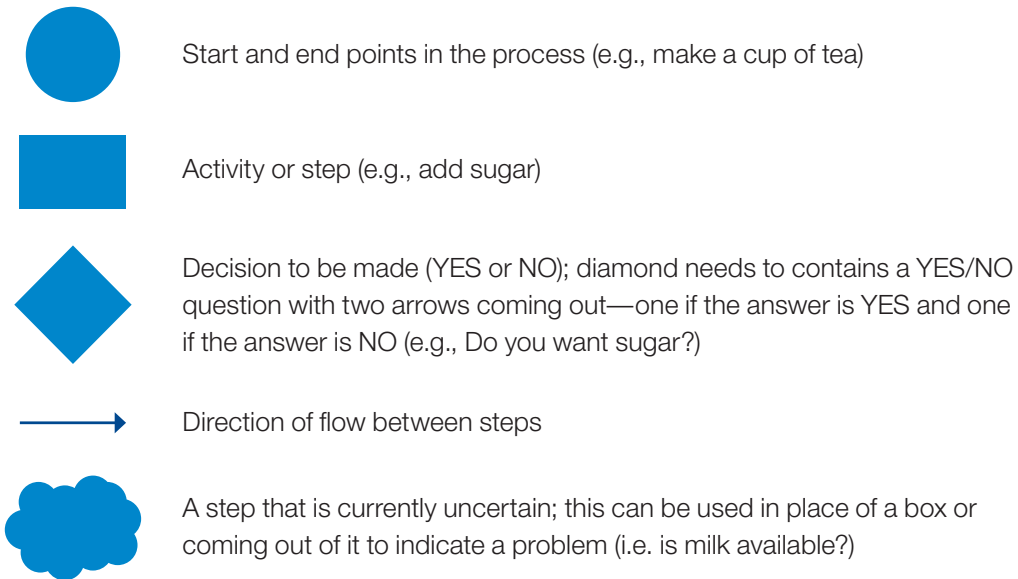 Start and end points in the process (e.g., make a cup of tea)
Activity or step (e.g., add sugar)
Decision to be made (YES or NO); diamond needs to contains a YES/NO
question with two arrows coming out—one if the answer is YES and one
if the answer is NO (e.g., Do you want sugar?)
Direction of flow between steps
A step that is currently uncertain; this can be used in place of a box or
coming out of it to indicate a problem (i.e. is milk available?)